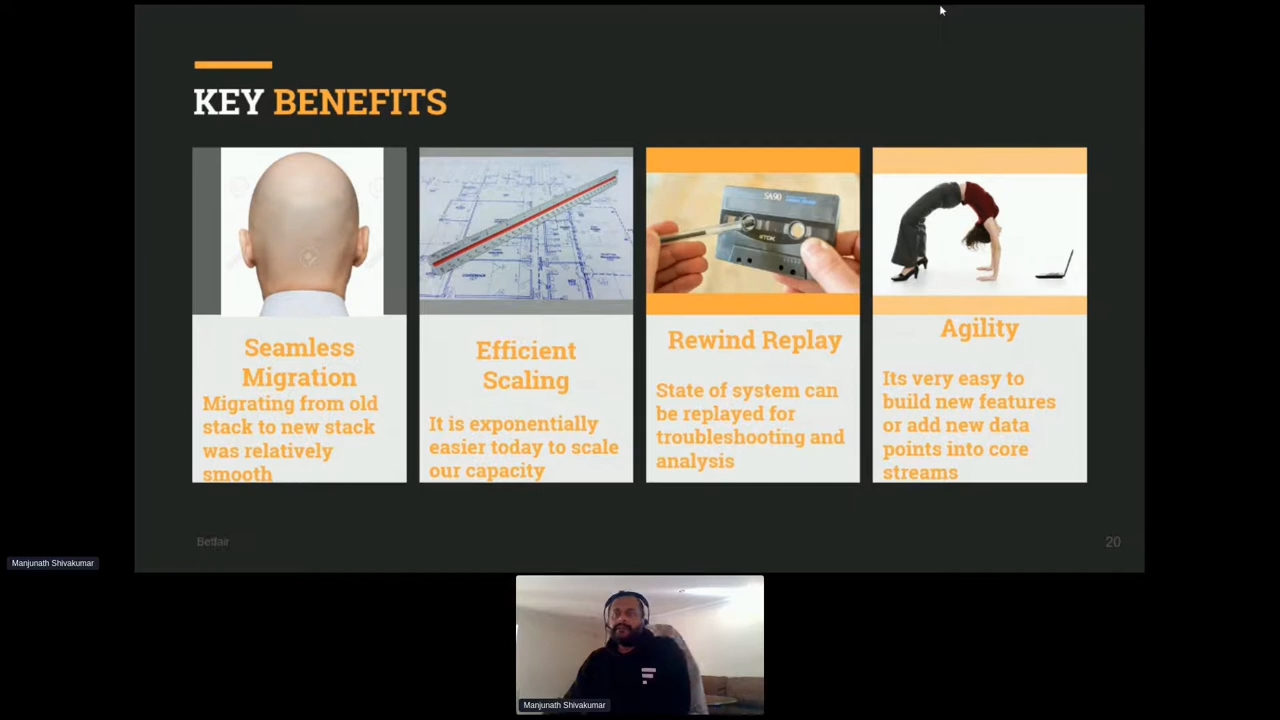 KEY BENEFITS
SA90
TDK
Seamless
Migration
Migrating from old
stack to new stack
was relatively
smooth
Efficient
Scaling
It is exponentially
easier today to scale
our capacity
Rewind Replay
State of system can
be replayed for
troubleshooting and
analysis
Agility
Its very easy to
build new features
or add new data
points into core
streams
Betfair
20
Manjunath Shivakumar
Manjunath Shivakumar